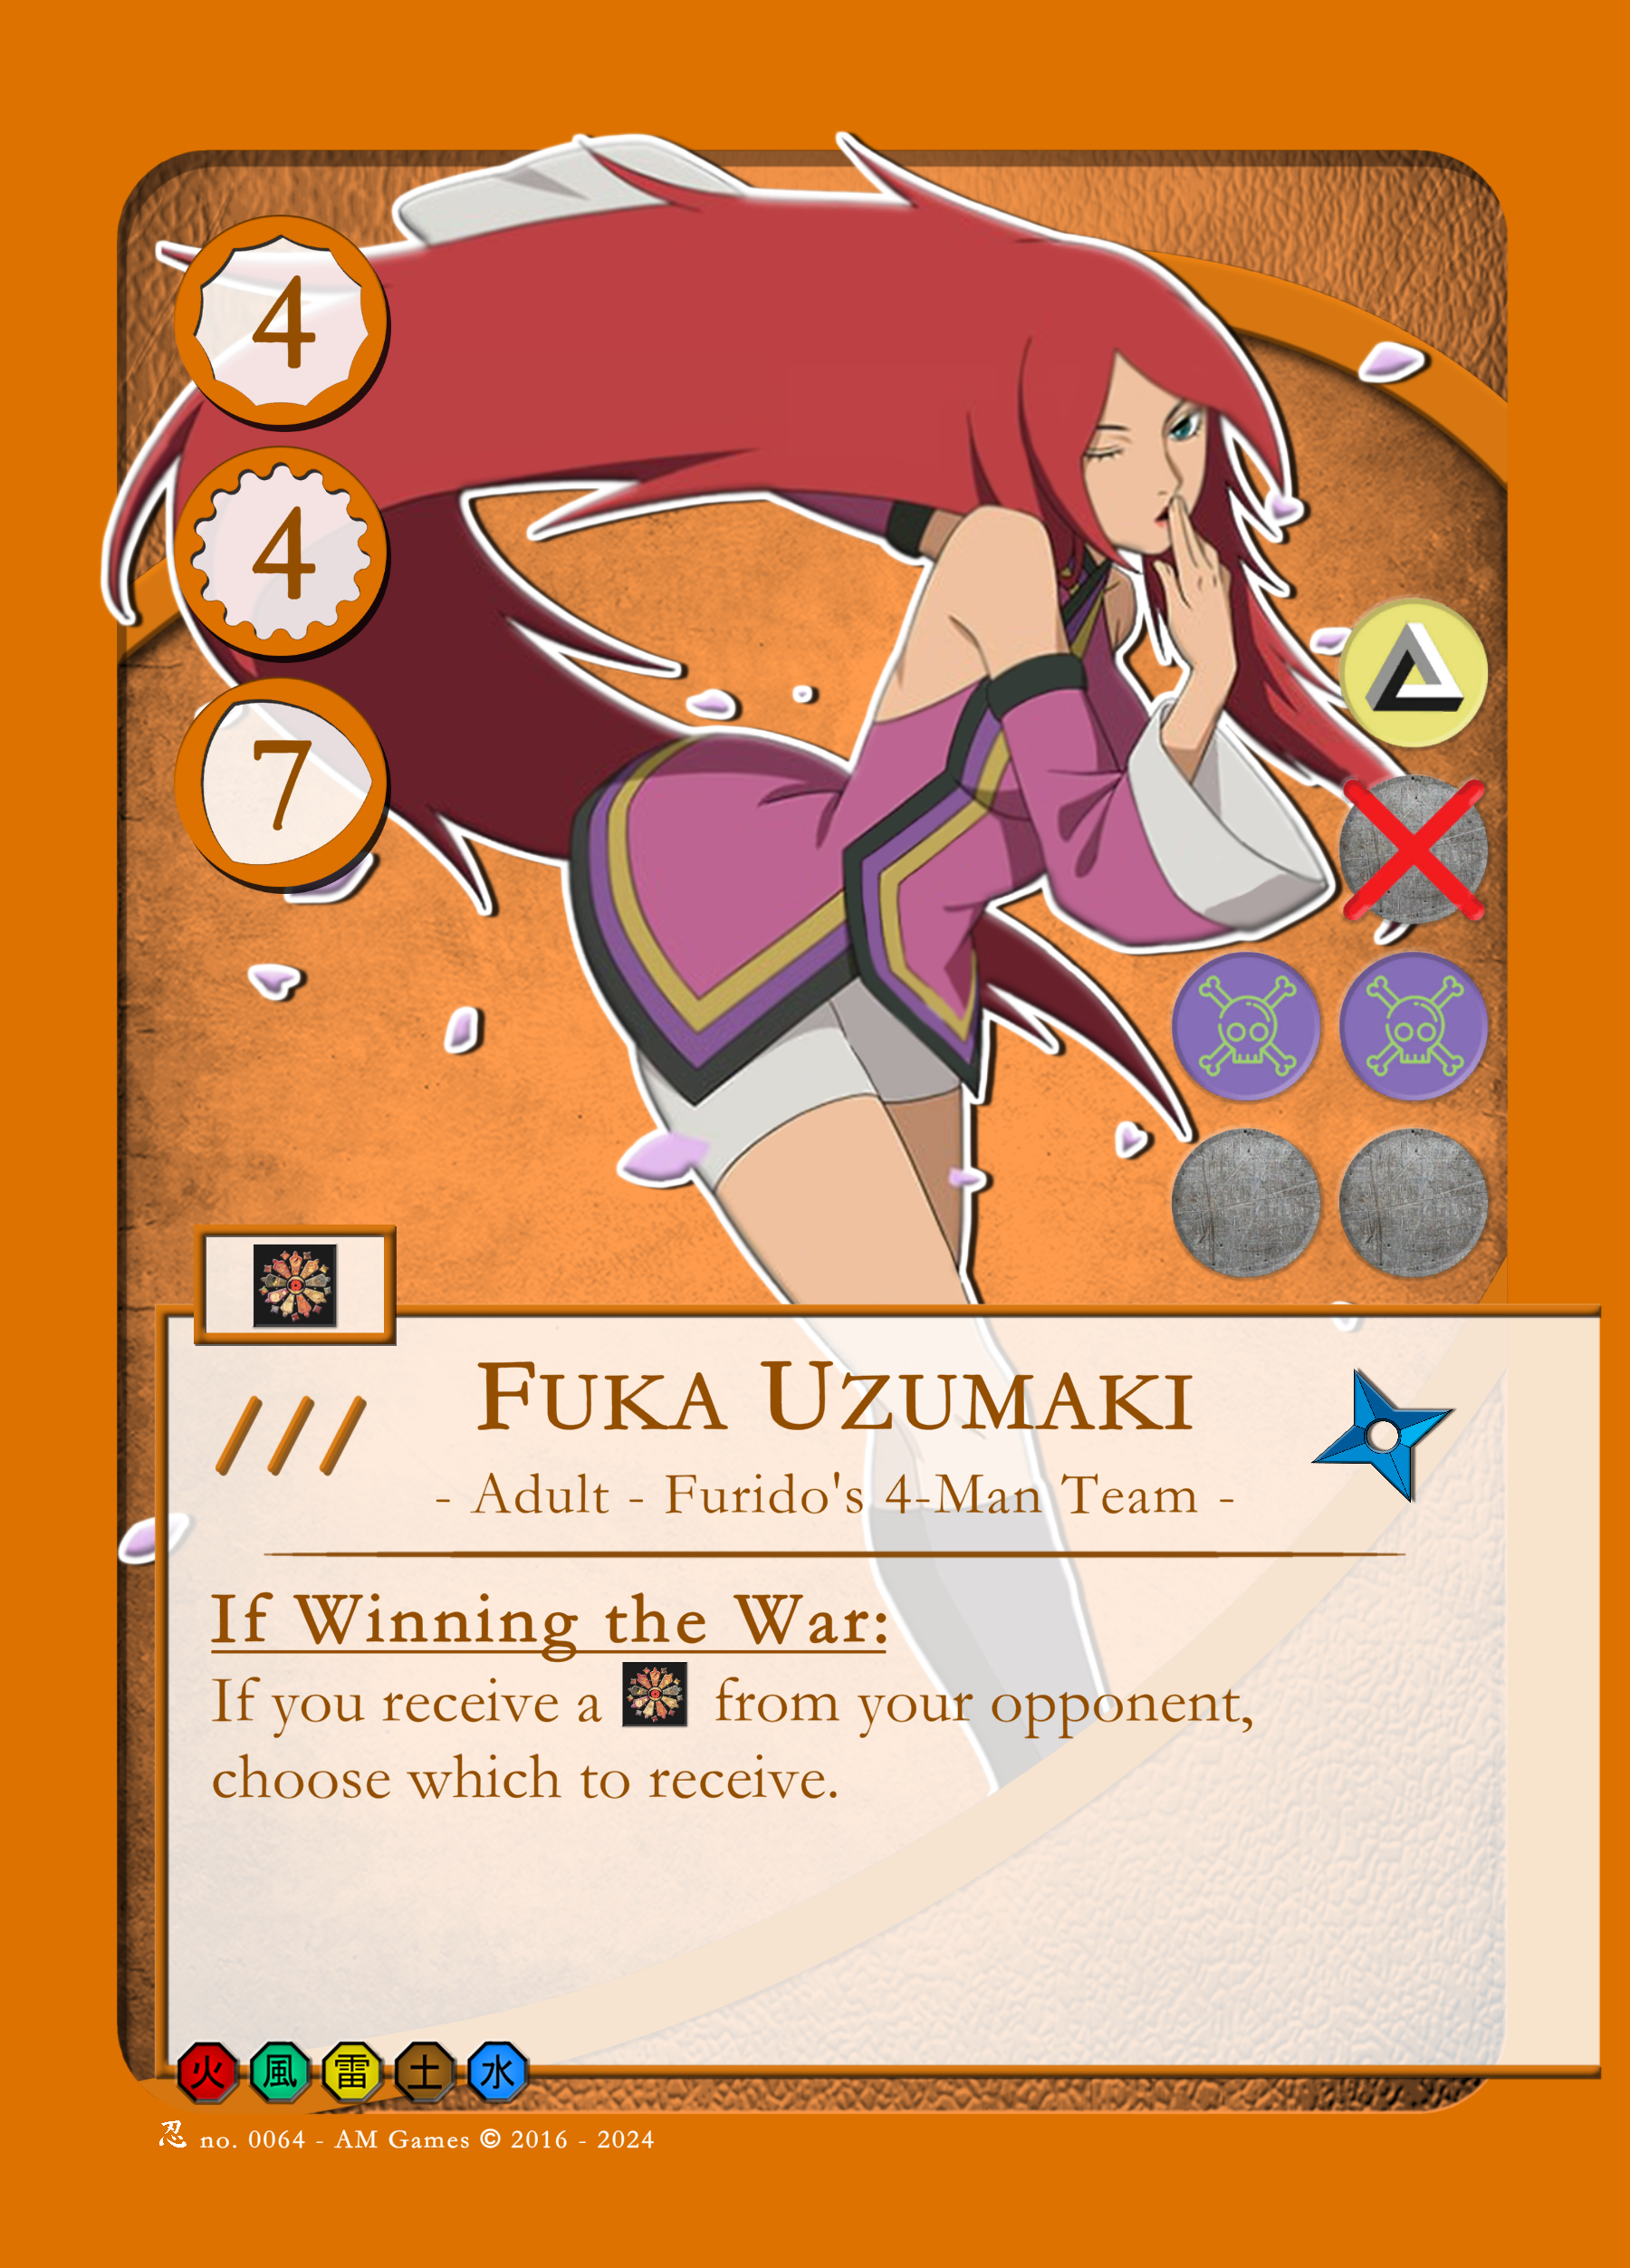 4
4
7
Fuka Uzumaki
- Adult - Furido's 4-Man Team -
If Winning the War:
If you receive a from your opponent,
choose which to receive.
火 風 雷 土 水
忍 no. 0064 - AM Games © 2016 - 2024